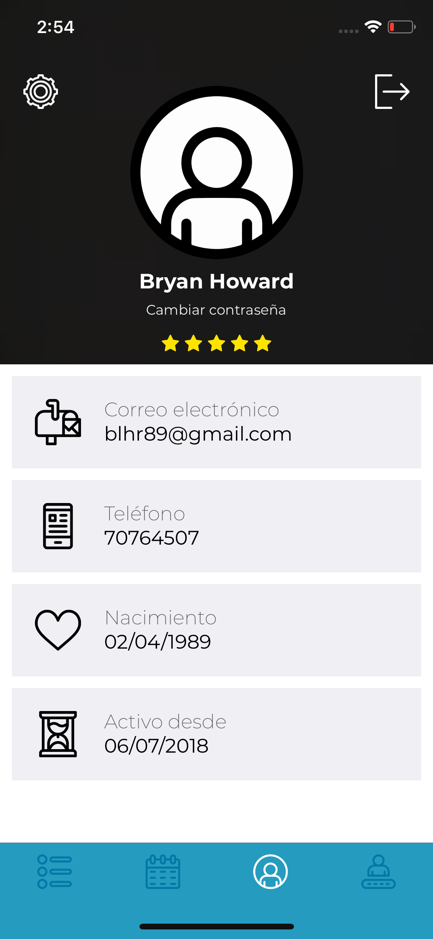 2:54
Bryan Howard
Cambiar contraseña
Correo electrónico
blhr89@gmail.com
Teléfono
70764507
Nacimiento
02/04/1989
Activo desde
06/07/2018